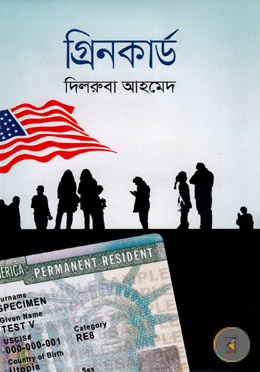 গ্রিনকার্ড
দিলরুবা আহমেদ
MERICA
PERMANENT RESIDENT
Surname
SPECIMEN
Given Name
TEST V
USCIS#
Category
000-000-001
RE8
Country of Birth
Utopia
Sex